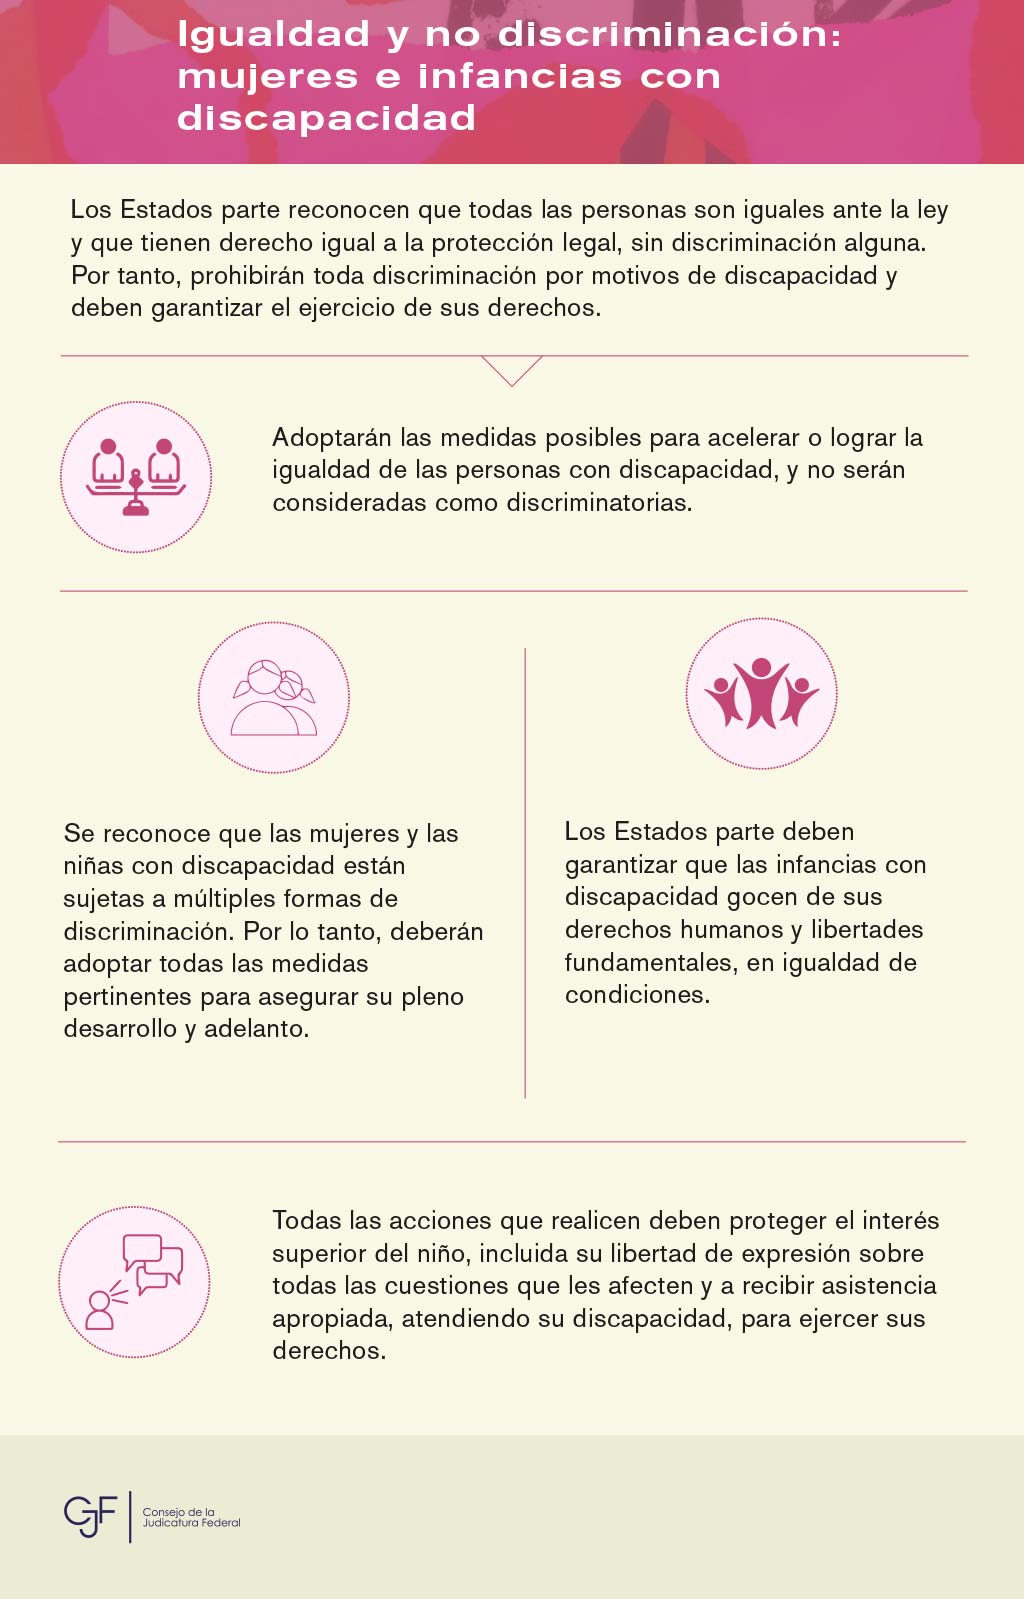 Igualdad y no discriminación:
mujeres e infancias con
discapacidad
Los Estados parte reconocen que todas las personas son iguales ante la ley
y que tienen derecho igual a la protección legal, sin discriminación alguna.
Por tanto, prohibirán toda discriminación por motivos de discapacidad y
deben garantizar el ejercicio de sus derechos.
Adoptarán las medidas posibles para acelerar o lograr la
igualdad de las personas con discapacidad, y no serán
consideradas como discriminatorias.
Se reconoce que las mujeres y las
niñas con discapacidad están
sujetas a múltiples formas de
discriminación. Por lo tanto, deberán
adoptar todas las medidas
pertinentes para asegurar su pleno
desarrollo y adelanto.
Los Estados parte deben
garantizar que las infancias con
discapacidad gocen de sus
derechos humanos y libertades
fundamentales, en igualdad de
condiciones.
Todas las acciones que realicen deben proteger el interés
superior del niño, incluida su libertad de expresión sobre
todas las cuestiones que les afecten y a recibir asistencia
apropiada, atendiendo su discapacidad, para ejercer sus
derechos.
CJF
Consejo de la
Judicatura Federal